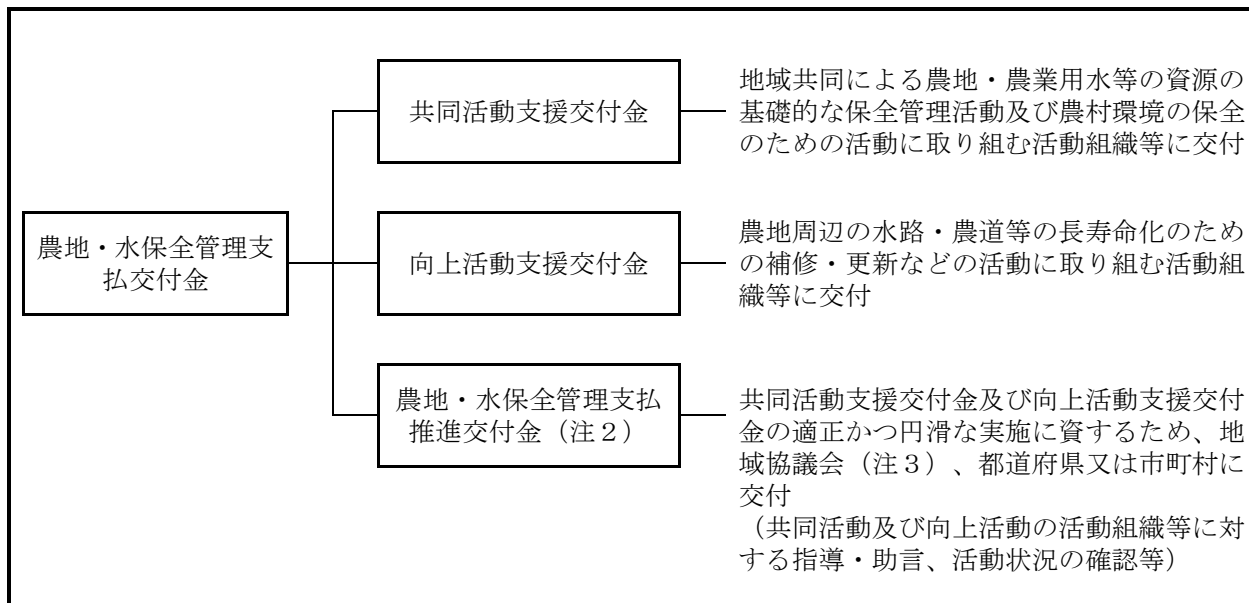 共同活動支援交付金
地域共同による農地・農業用水等の資源の
基礎的な保全管理活動及び農村環境の保全
のための活動に取り組む活動組織等に交付
農地・水保全管理支
払交付金
向上活動支援交付金
農地周辺の水路・農道等の長寿命化のため
の補修・更新などの活動に取り組む活動組
織等に交付
農地・水保全管理支払
推進交付金（注２）
共同活動支援交付金及び向上活動支援交付
金の適正かつ円滑な実施に資するため、地
域協議会（注３）、都道府県又は市町村に
交付
（共同活動及び向上活動の活動組織等に対
する指導・助言、活動状況の確認等）